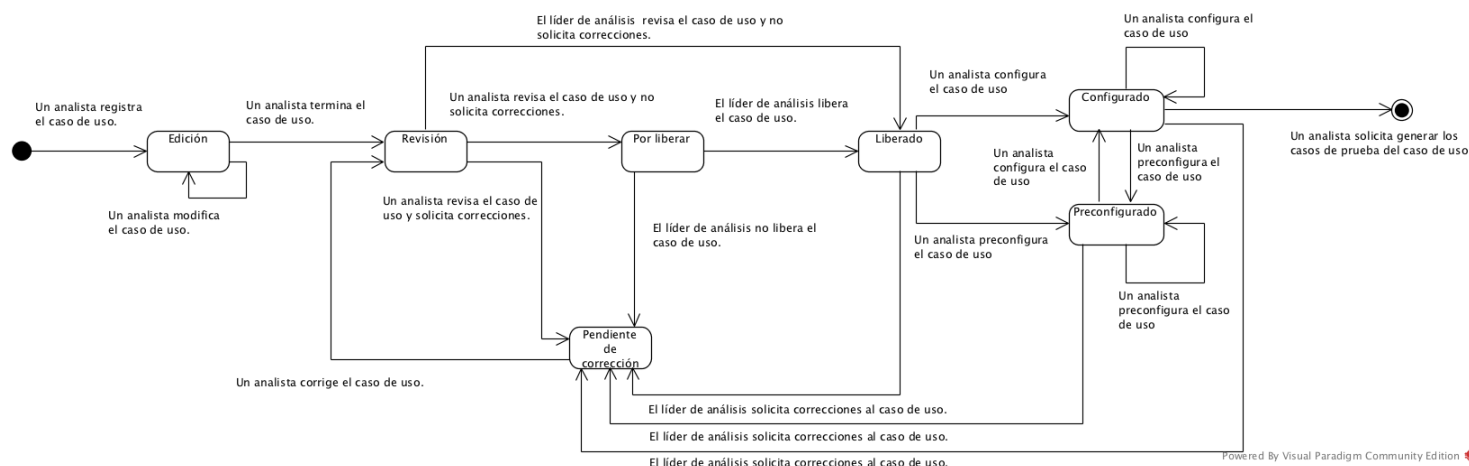 El líder de análisis  revisa el caso de uso y no
solicita correcciones.
Un analista configura el
caso de uso
Un analista registra
el caso de uso.
Un analista termina el
caso de uso.
Un analista revisa el caso de uso y no
solicita correcciones.
El líder de análisis libera
el caso de uso.
Un analista configura
el caso de uso
Configurado
Edición
Revisión
Por liberar
Liberado
Un analista solicita generar los
casos de prueba del caso de uso
Un analista
configura el caso
de uso
Un analista
preconfigura el
caso de uso
Un analista modifica
el caso de uso.
Un analista revisa el caso de
uso y solicita correcciones.
El líder de análisis no libera el
caso de uso.
Preconfigurado
Un analista preconfigura
el caso de uso
Un analista
preconfigura el caso
de uso
Pendiente
de
corrección
Un analista corrige el caso de uso.
El líder de análisis solicita correcciones al caso de uso.
El líder de análisis solicita correcciones al caso de uso.
El líder de análisis solicita correcciones al caso de uso.
Powered By Visual Paradigm Community Edition